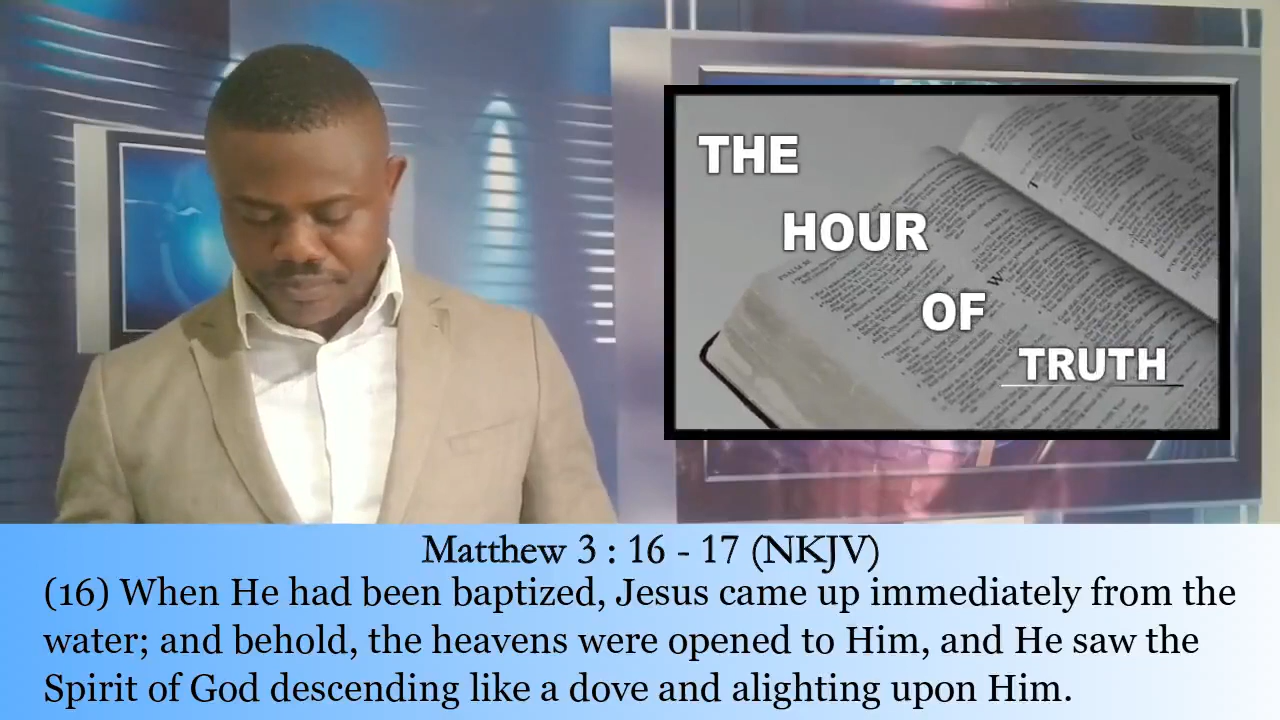 THE
HOUR
OF
TRUTH
Matthew 3 : 16 - 17 (NKJV)
(16) When He had been baptized, Jesus came up immediately from the
water; and behold, the heavens were opened to Him, and He saw the
Spirit of God descending like a dove and alighting upon Him.